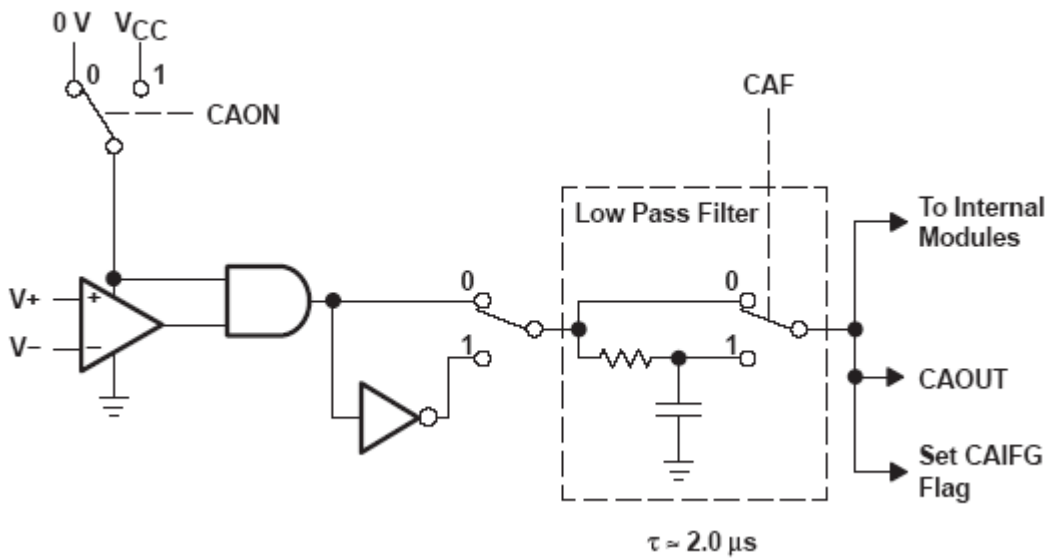 0 V VCC
0 1
CAON
CAF
Low Pass Filter
To Internal
Modules
V+
+
V−
−
0
1
0
1
CAOUT
Set CAIFG
Flag
τ ≈ 2.0 µs